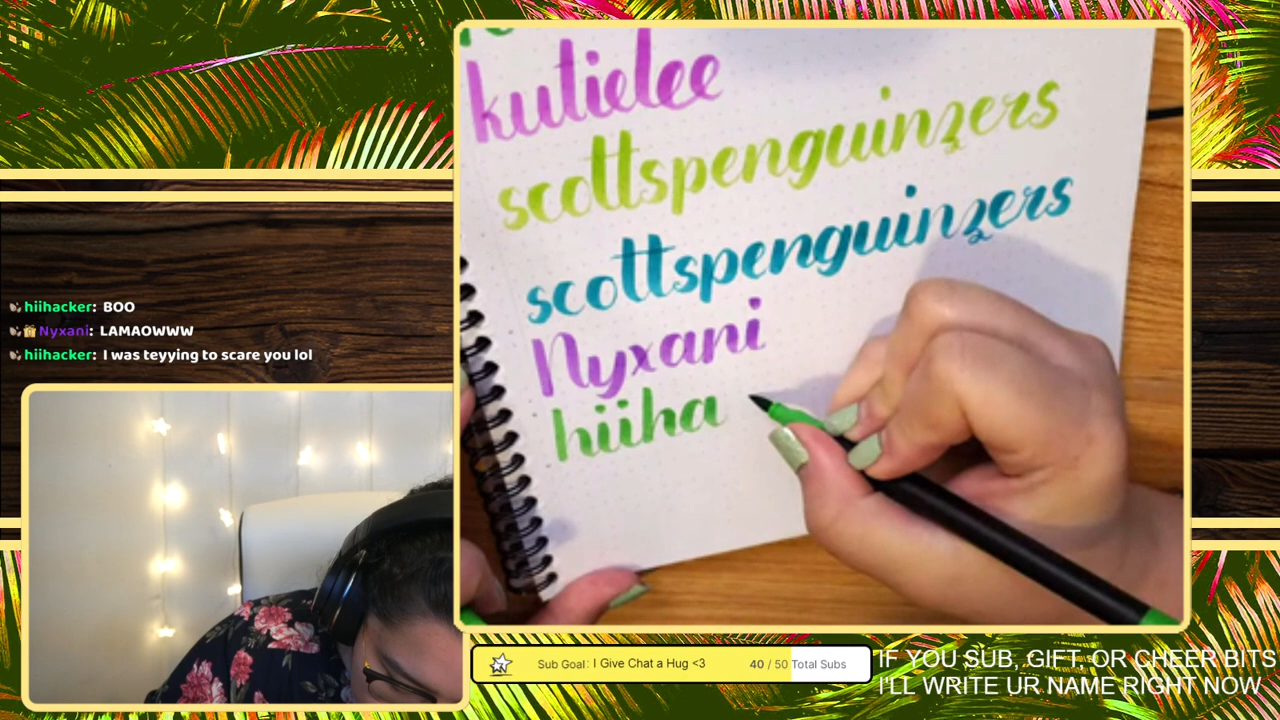 kutielee
scottspenguinzers
scottspenguinzers
Nyxani
hiiha
hiihacker: BOO
Nyxani: LAMAOWWW
hiihacker: I was teyying to scare you lol
Sub Goal: I Give Chat a Hug <3 40 / 50 Total Subs
IF YOU SUB, GIFT, OR CHEER BITS
I'LL WRITE UR NAME RIGHT NOW